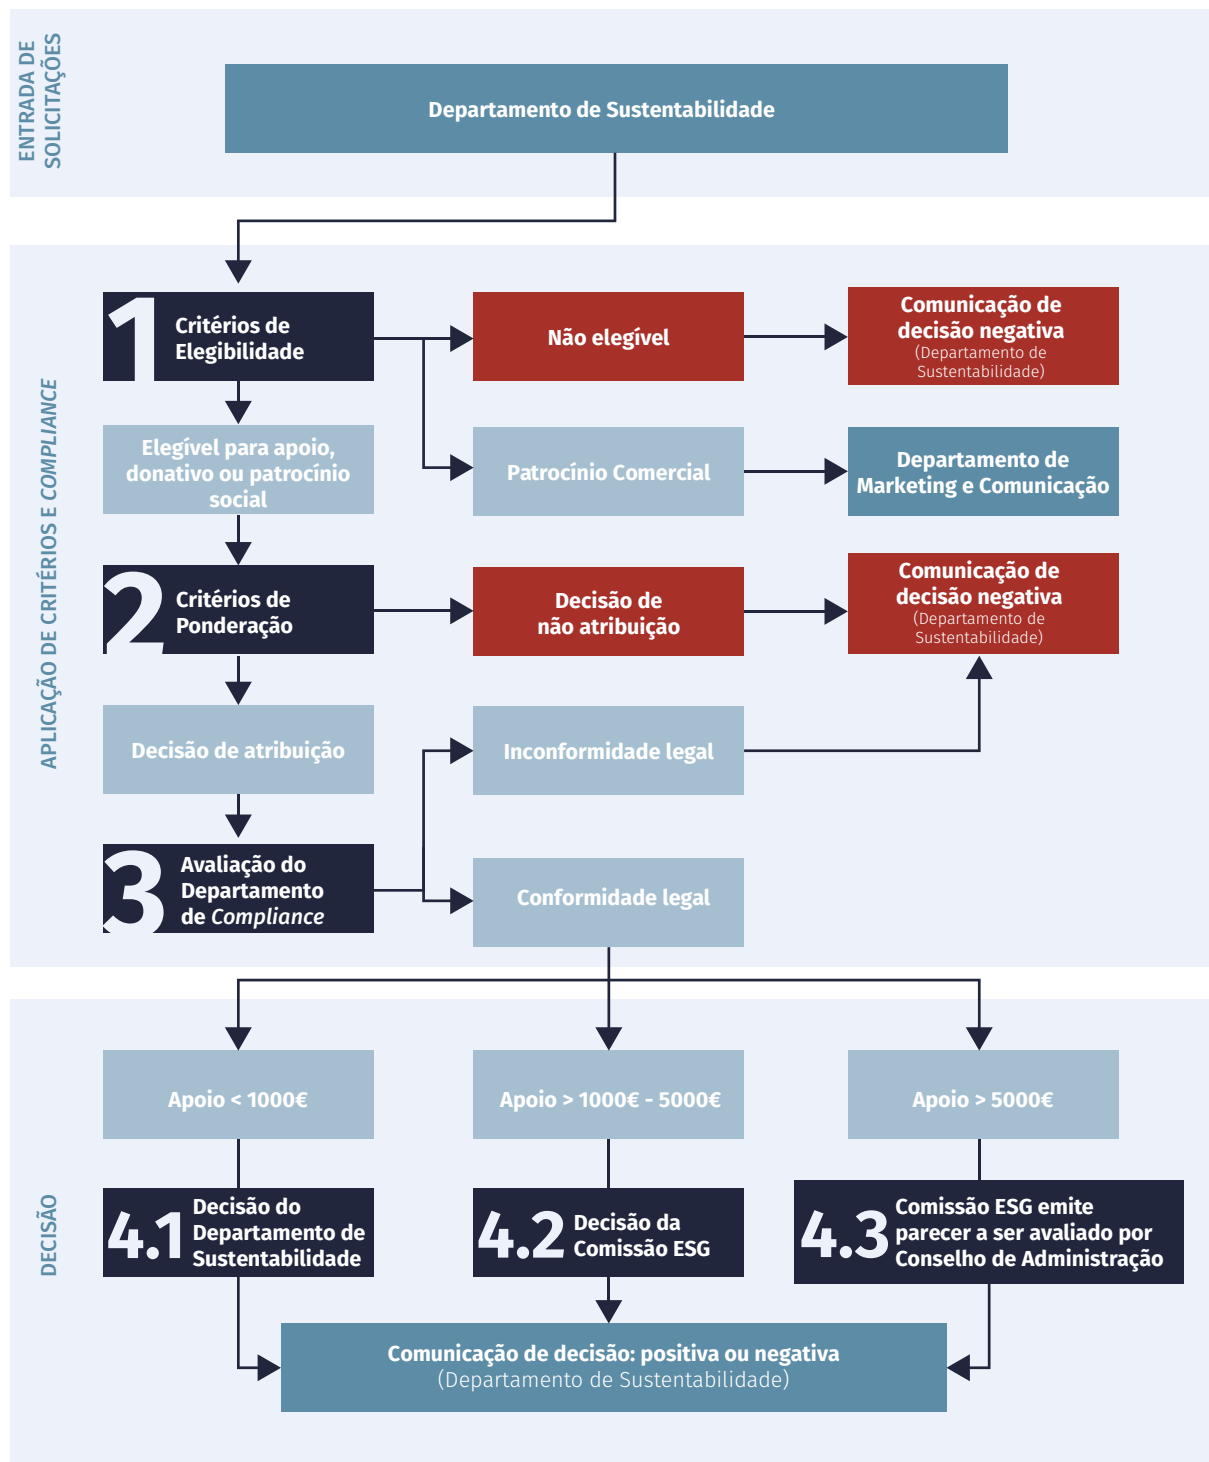 ENTRADA DE
SOLICITAÇÕES
Departamento de Sustentabilidade
APLICAÇÃO DE CRITÉRIOS E COMPLIANCE
1
Critérios de
Elegibilidade
Não elegível
Comunicação de
decisão negativa
(Departamento de
Sustentabilidade)
Elegível para apoio,
donativo ou patrocínio
social
Patrocínio Comercial
Departamento de
Marketing e Comunicação
2
Critérios de
Ponderação
Decisão de
não atribuição
Comunicação de
decisão negativa
(Departamento de
Sustentabilidade)
Decisão de atribuição
Inconformidade legal
3
Avaliação do
Departamento
de Compliance
Conformidade legal
DECISÃO
Apoio < 1000€
Apoio > 1000€ - 5000€
Apoio > 5000€
4.1
Decisão do
Departamento de
Sustentabilidade
4.2
Decisão da
Comissão ESG
4.3
Comissão ESG emite
parecer a ser avaliado por
Conselho de Administração
Comunicação de decisão: positiva ou negativa
(Departamento de Sustentabilidade)